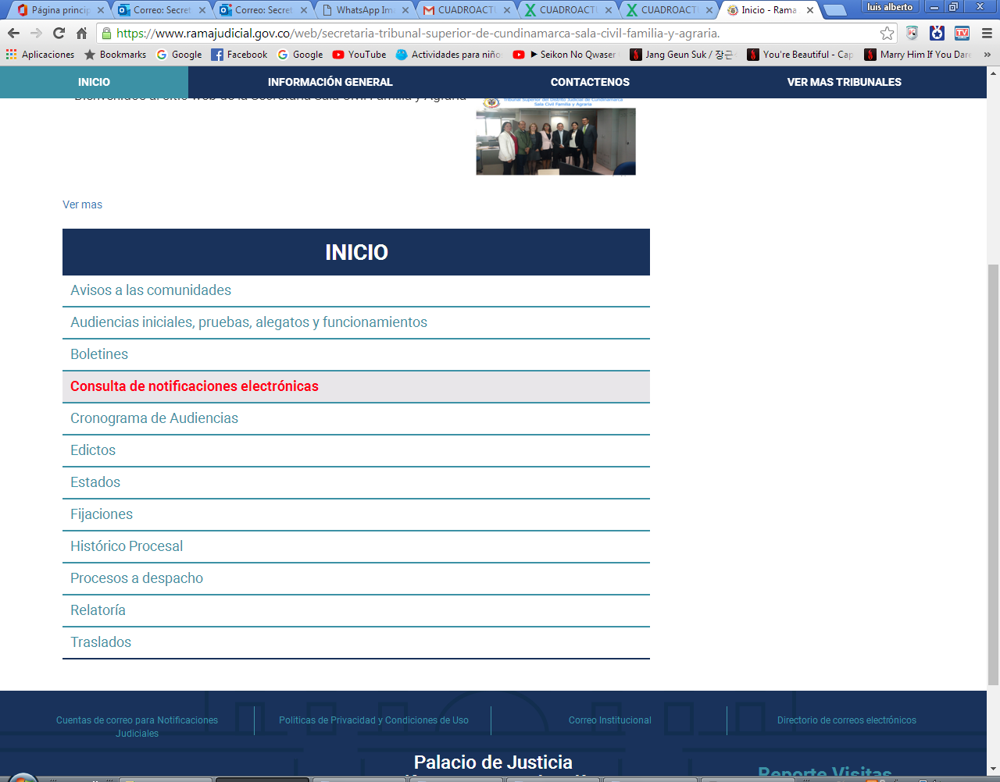 Página princip
Correo: Secret
Correo: Secret
WhatsApp Ima
CUADROACTU
CUADROACTU
CUADROACTU
Inicio - Rama
luis alberto
https://www.ramajudicial.gov.co/web/secretaria-tribunal-superior-de-cundinamarca-sala-civil-familia-y-agraria.
Aplicaciones
Bookmarks
Google
Facebook
Google
YouTube
Actividades para niño
Seikon No Qwaser
Jang Geun Suk / 장근
You're Beautiful - Cap
Marry Him If You Dare
INICIO
INFORMACIÓN GENERAL
CONTACTENOS
VER MAS TRIBUNALES
Bienvenidos al sitio web de la Secretaria Sala Civil Familia y Agraria
Tribunal Superior del Distrito Judicial de Cundinamarca
Sala Civil Familia y Agraria
Ver mas
INICIO
Avisos a las comunidades
Audiencias iniciales, pruebas, alegatos y funcionamientos
Boletines
Consulta de notificaciones electrónicas
Cronograma de Audiencias
Edictos
Estados
Fijaciones
Histórico Procesal
Procesos a despacho
Relatoría
Traslados
Cuentas de correo para Notificaciones
Judiciales
Politicas de Privacidad y Condiciones de Uso
Correo Institucional
Directorio de correos electrónicos
Palacio de Justicia
Reporte Visitas